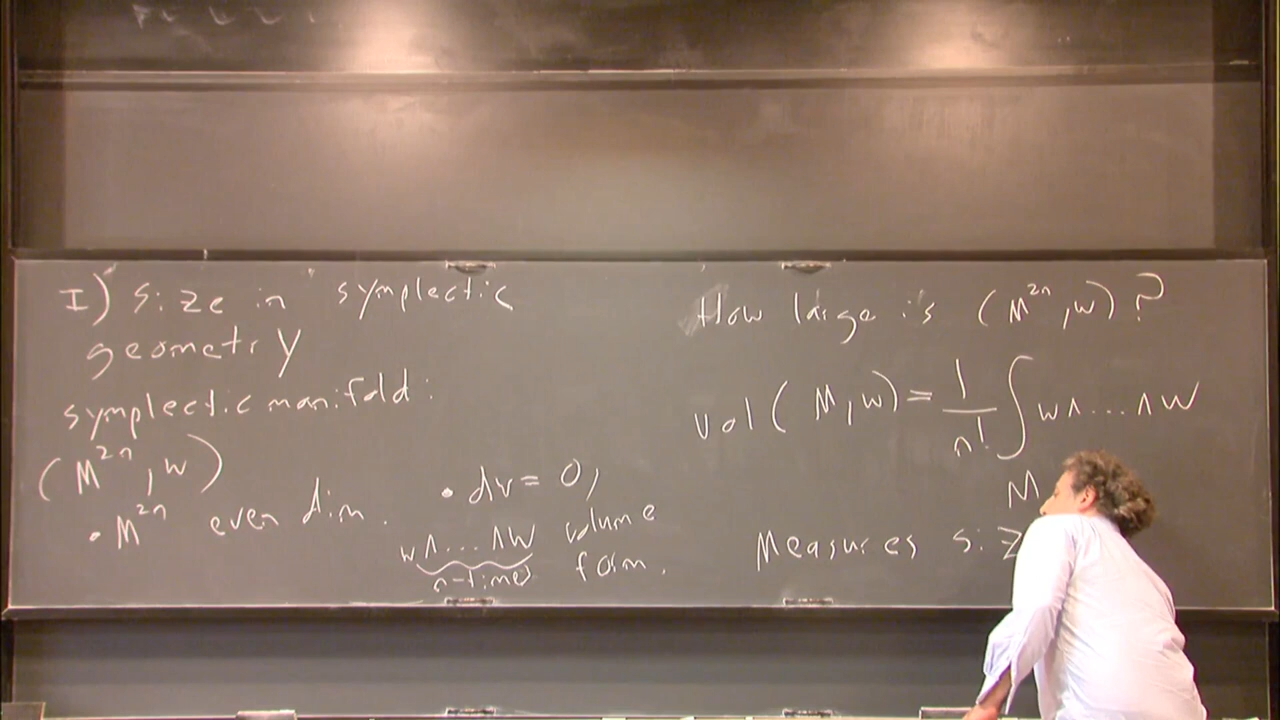 I) size in symplectic
geometry
symplectic manifold:
(M²ⁿ, w)
• M²ⁿ even dim.
• dw = 0,
w∧...∧w volume
n-times form.
How large is (M²ⁿ, w)?
vol(M, w) = 1/n! ∫ w∧...∧w
M
Measures siz